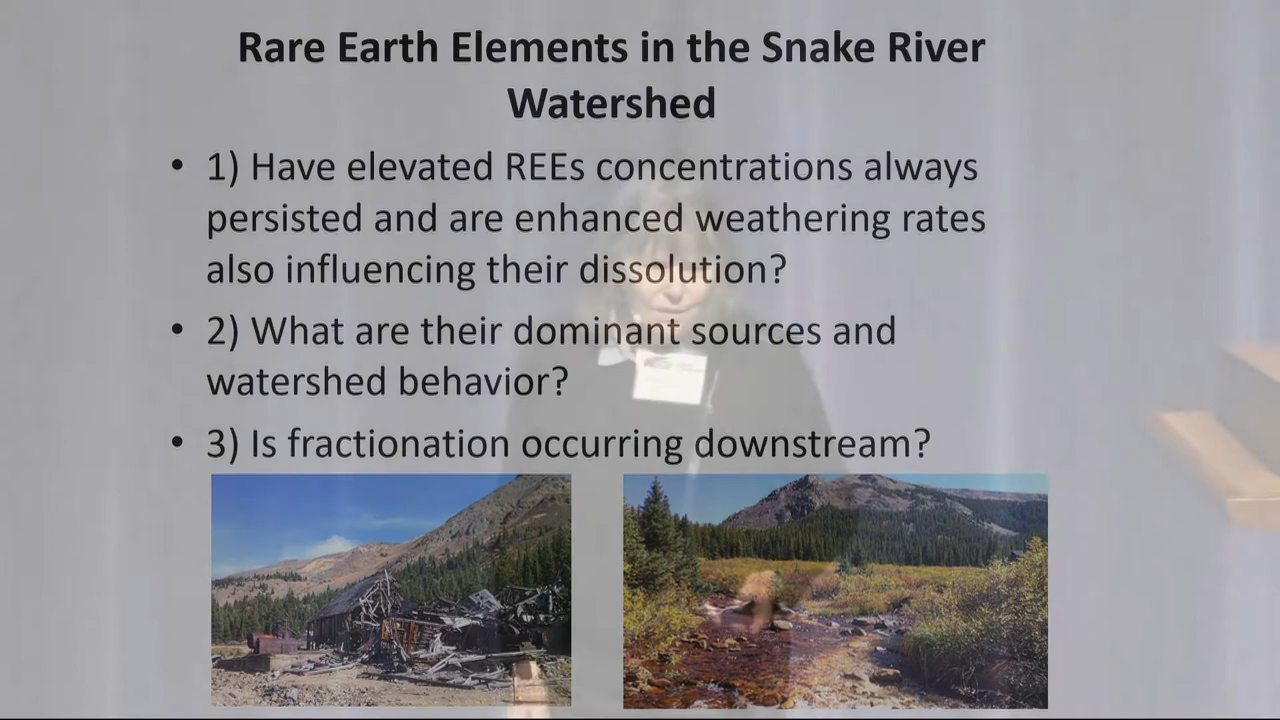 Rare Earth Elements in the Snake River
Watershed
• 1) Have elevated REEs concentrations always
persisted and are enhanced weathering rates
also influencing their dissolution?
• 2) What are their dominant sources and
watershed behavior?
• 3) Is fractionation occurring downstream?